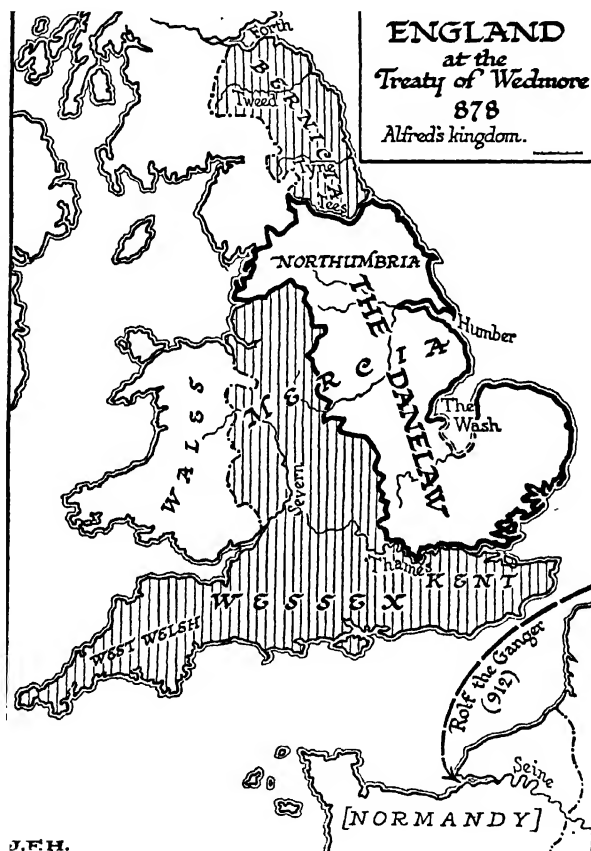 ENGLAND
at the
Treaty of Wedmore
878
Alfred's kingdom.
Forth
BERNICIA
Tweed
Tyne
Tees
NORTHUMBRIA
THE DANELAW
Humber
MERCIA
The
Wash
WALES
Severn
Thames
KENT
WESSEX
WEST WELSH
Rolf the Ganger
(912)
Seine
[NORMANDY]
J.F.H.